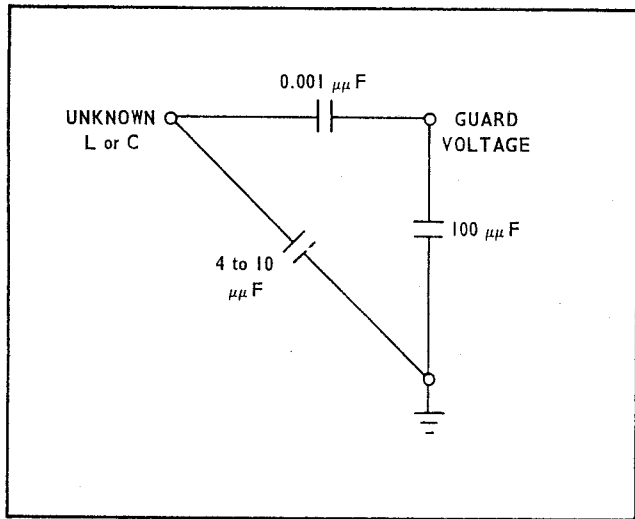 0.001 μμF
UNKNOWN
L or C
GUARD
VOLTAGE
100 μμF
4 to 10
μμF